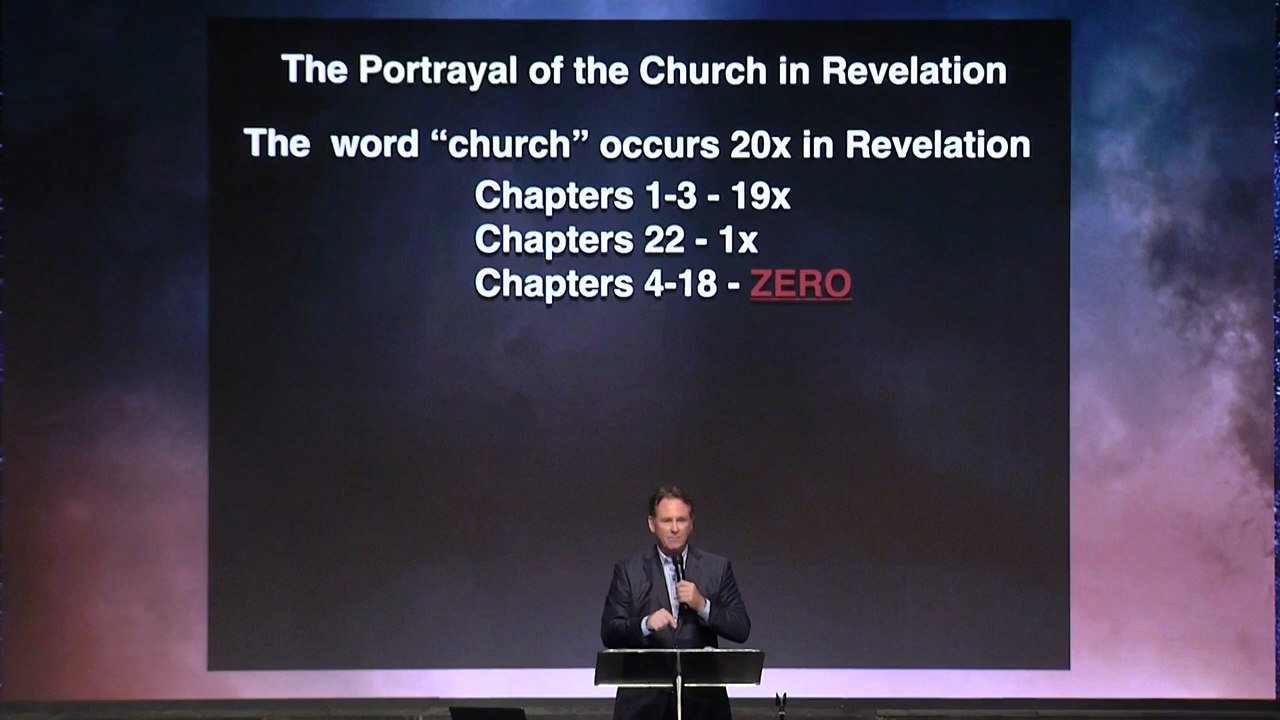 The Portrayal of the Church in Revelation
The word “church” occurs 20x in Revelation
Chapters 1-3 - 19x
Chapters 22 - 1x
Chapters 4-18 - ZERO